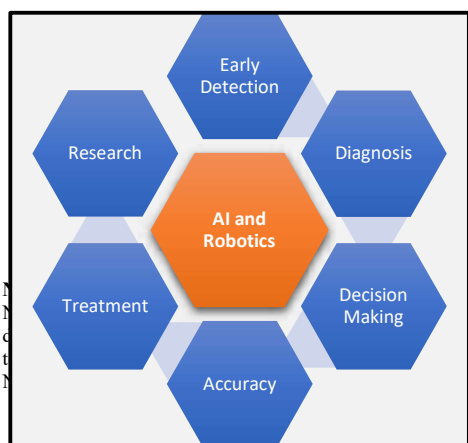 Early
Detection
Research
Diagnosis
AI and
Robotics
Treatment
Decision
Making
Accuracy